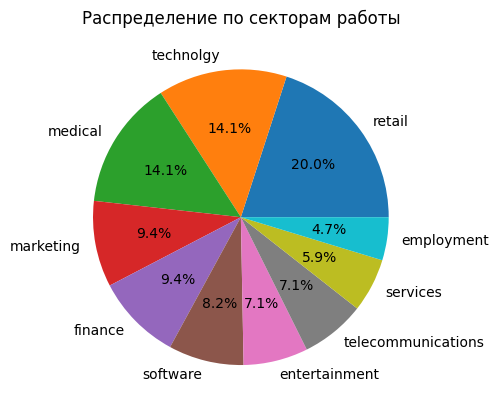 Распределение по секторам работы
technolgy
retail
medical
14.1%
20.0%
14.1%
marketing
9.4%
4.7%
employment
9.4%
5.9%
services
finance
8.2%
7.1%
7.1%
telecommunications
software
entertainment